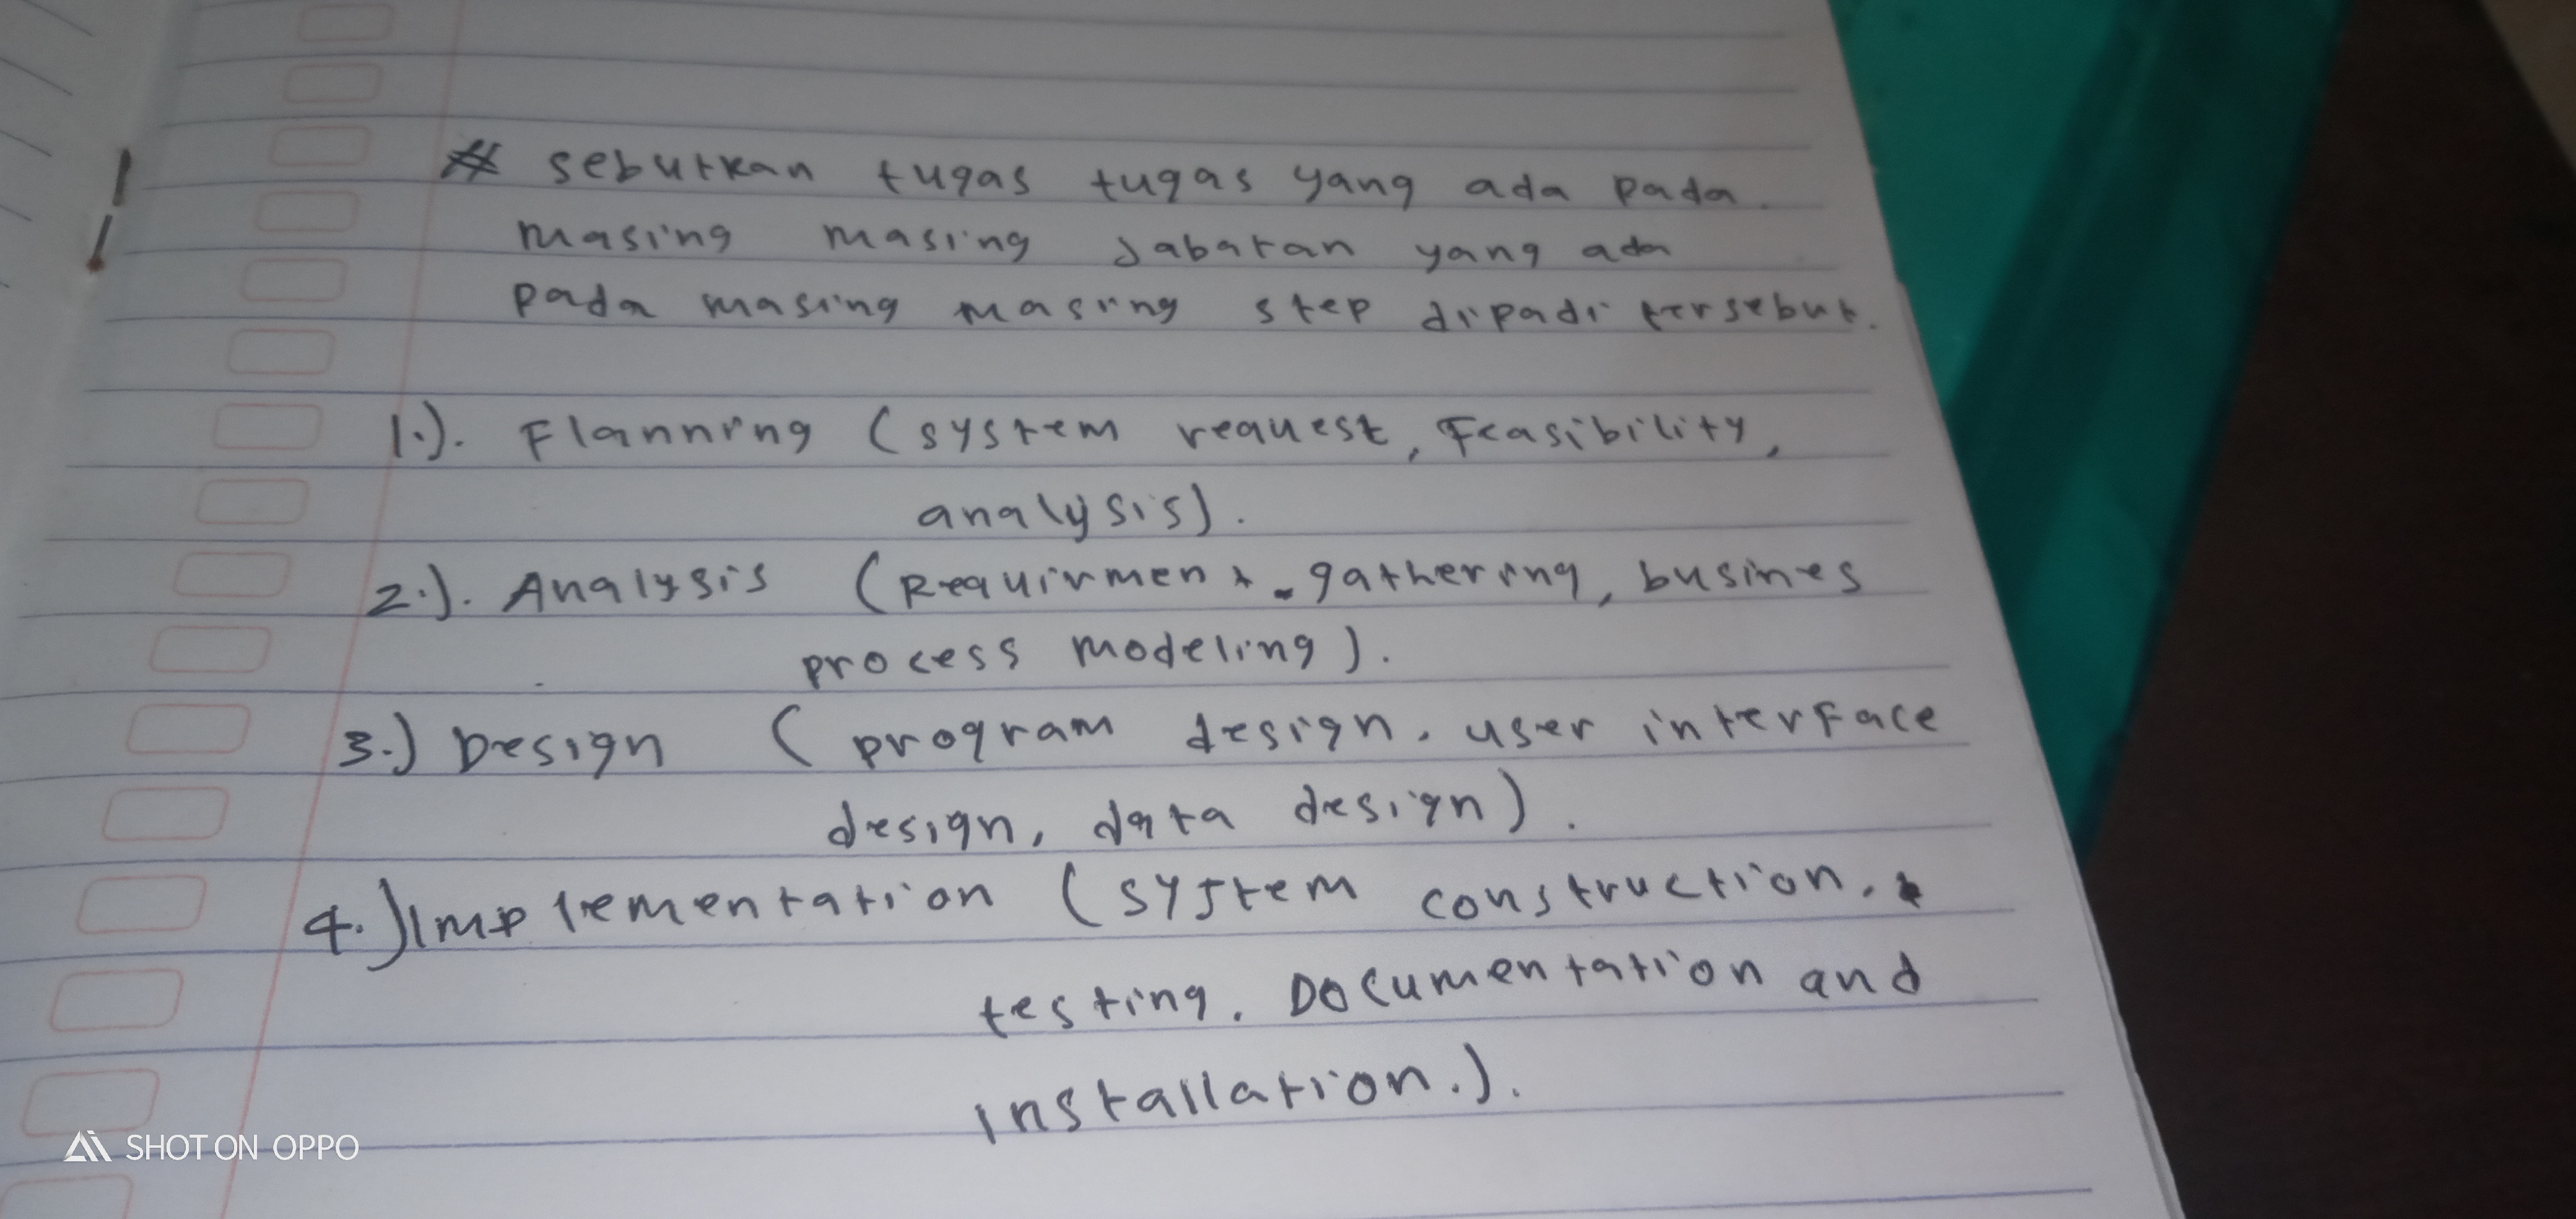 # sebutkan tugas tugas yang ada pada
masing masing Jabatan yang ada
pada masing masing step dipadi tersebut.
1.). Flanning (system request, Feasibility,
analysis).
2.). Analysis (Requirment gathering, busines
process modeling).
3.) Design (program design. user interface
design, data design).
4.) Implementation (system construction.
testing. Documentation and
installation.).
SHOT ON OPPO